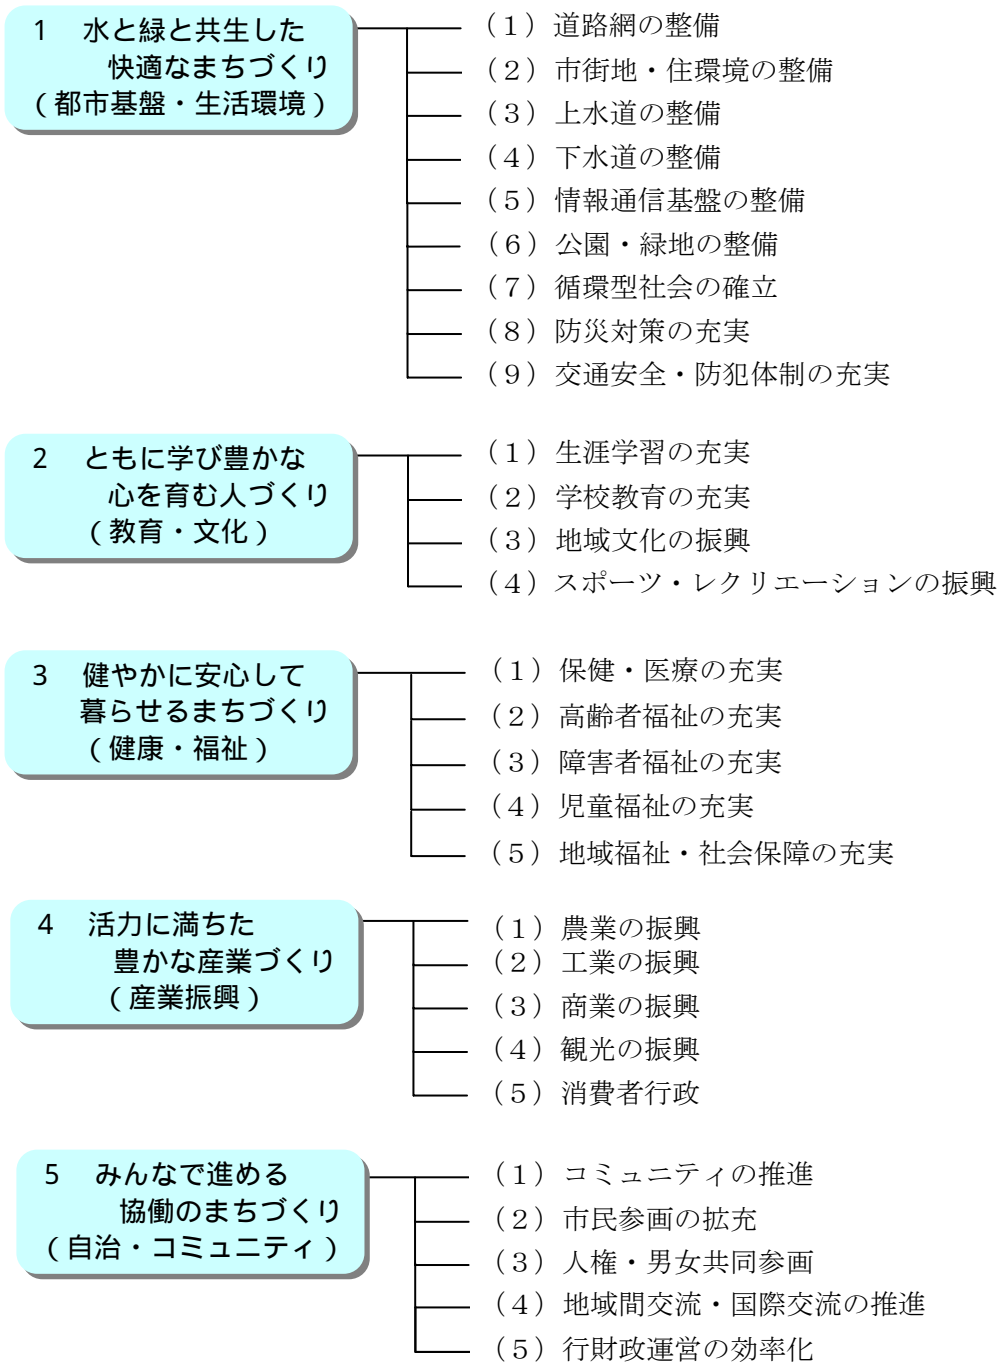 1　水と緑と共生した
快適なまちづくり
(都市基盤・生活環境)
（１）道路網の整備
（２）市街地・住環境の整備
（３）上水道の整備
（４）下水道の整備
（５）情報通信基盤の整備
（６）公園・緑地の整備
（７）循環型社会の確立
（８）防災対策の充実
（９）交通安全・防犯体制の充実
2　ともに学び豊かな
心を育む人づくり
(教育・文化)
（１）生涯学習の充実
（２）学校教育の充実
（３）地域文化の振興
（４）スポーツ・レクリエーションの振興
3　健やかに安心して
暮らせるまちづくり
(健康・福祉)
（１）保健・医療の充実
（２）高齢者福祉の充実
（３）障害者福祉の充実
（４）児童福祉の充実
（５）地域福祉・社会保障の充実
4　活力に満ちた
豊かな産業づくり
(産業振興)
（１）農業の振興
（２）工業の振興
（３）商業の振興
（４）観光の振興
（５）消費者行政
5　みんなで進める
協働のまちづくり
(自治・コミュニティ)
（１）コミュニティの推進
（２）市民参画の拡充
（３）人権・男女共同参画
（４）地域間交流・国際交流の推進
（５）行財政運営の効率化